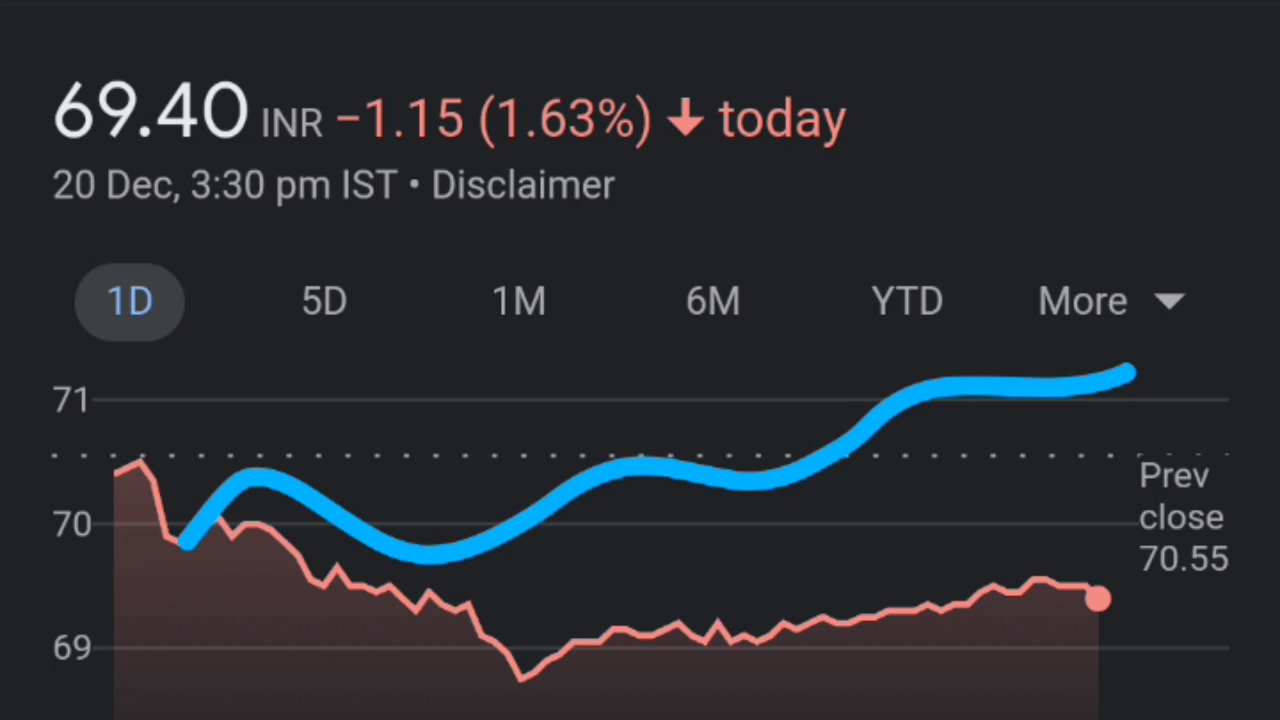 69.40 INR −1.15 (1.63%) ↓ today
20 Dec, 3:30 pm IST • Disclaimer
1D 5D 1M 6M YTD More
71
70
69
Prev
close
70.55